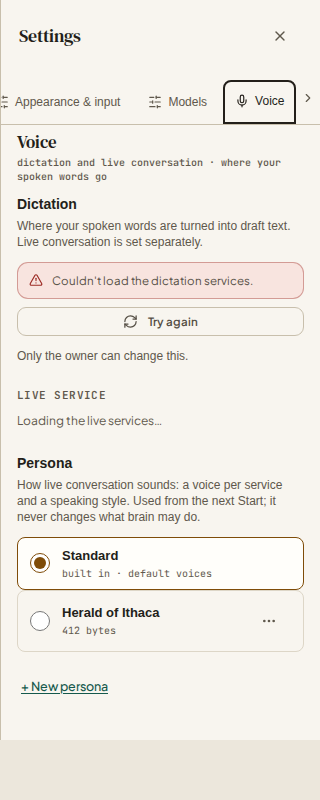 Settings
Appearance & input
Models
Voice
Voice
dictation and live conversation · where your
spoken words go
Dictation
Where your spoken words are turned into draft text.
Live conversation is set separately.
Couldn't load the dictation services.
Try again
Only the owner can change this.
LIVE SERVICE
Loading the live services…
Persona
How live conversation sounds: a voice per service
and a speaking style. Used from the next Start; it
never changes what brain may do.
Standard
built in · default voices
Herald of Ithaca
412 bytes
+ New persona